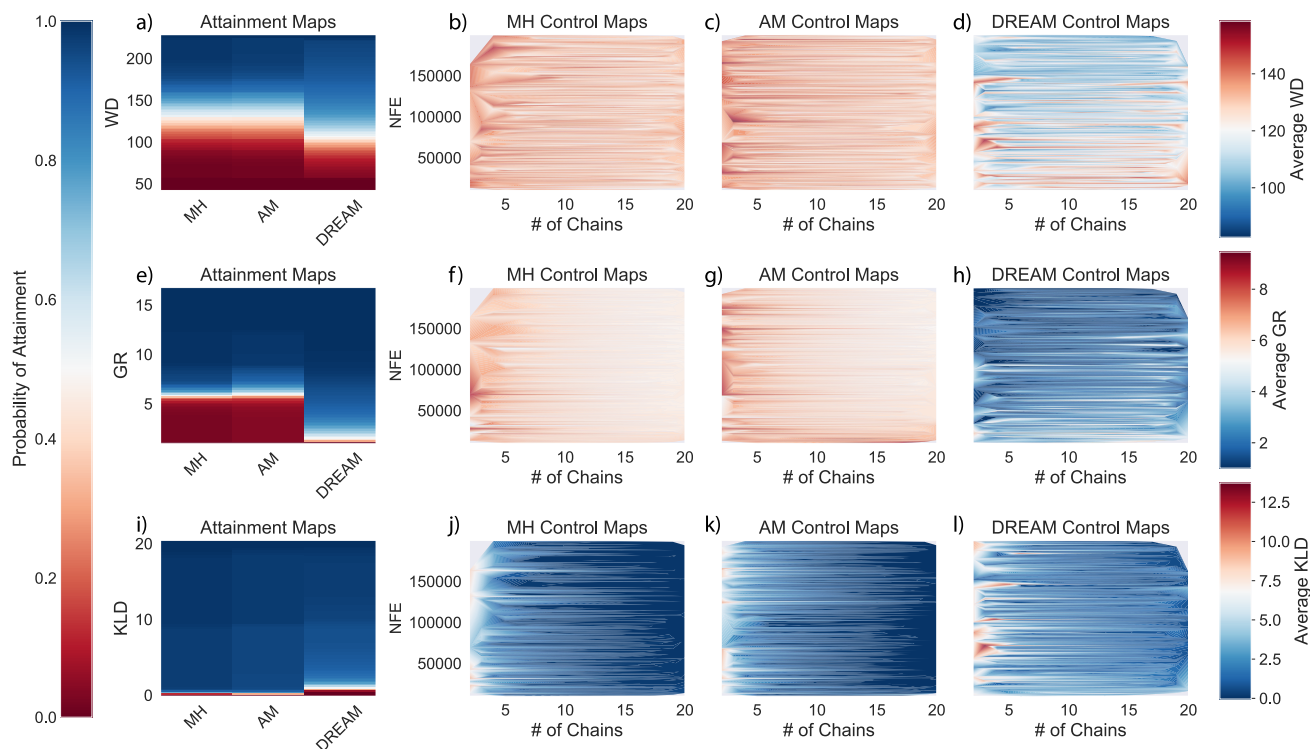 1.0
0.8
0.6
0.4
0.2
0.0
Probability of Attainment
a) Attainment Maps
WD
200
150
100
50
MH AM DREAM
b) MH Control Maps
NFE
150000
100000
50000
5 10 15 20
# of Chains
c) AM Control Maps
5 10 15 20
# of Chains
d) DREAM Control Maps
5 10 15 20
# of Chains
140
120
100
Average WD
e) Attainment Maps
GR
15
10
5
MH AM DREAM
f) MH Control Maps
NFE
150000
100000
50000
5 10 15 20
# of Chains
g) AM Control Maps
5 10 15 20
# of Chains
h) DREAM Control Maps
5 10 15 20
# of Chains
8
6
4
2
Average GR
i) Attainment Maps
KLD
20
10
0
MH AM DREAM
j) MH Control Maps
NFE
150000
100000
50000
5 10 15 20
# of Chains
k) AM Control Maps
5 10 15 20
# of Chains
l) DREAM Control Maps
5 10 15 20
# of Chains
12.5
10.0
7.5
5.0
2.5
0.0
Average KLD